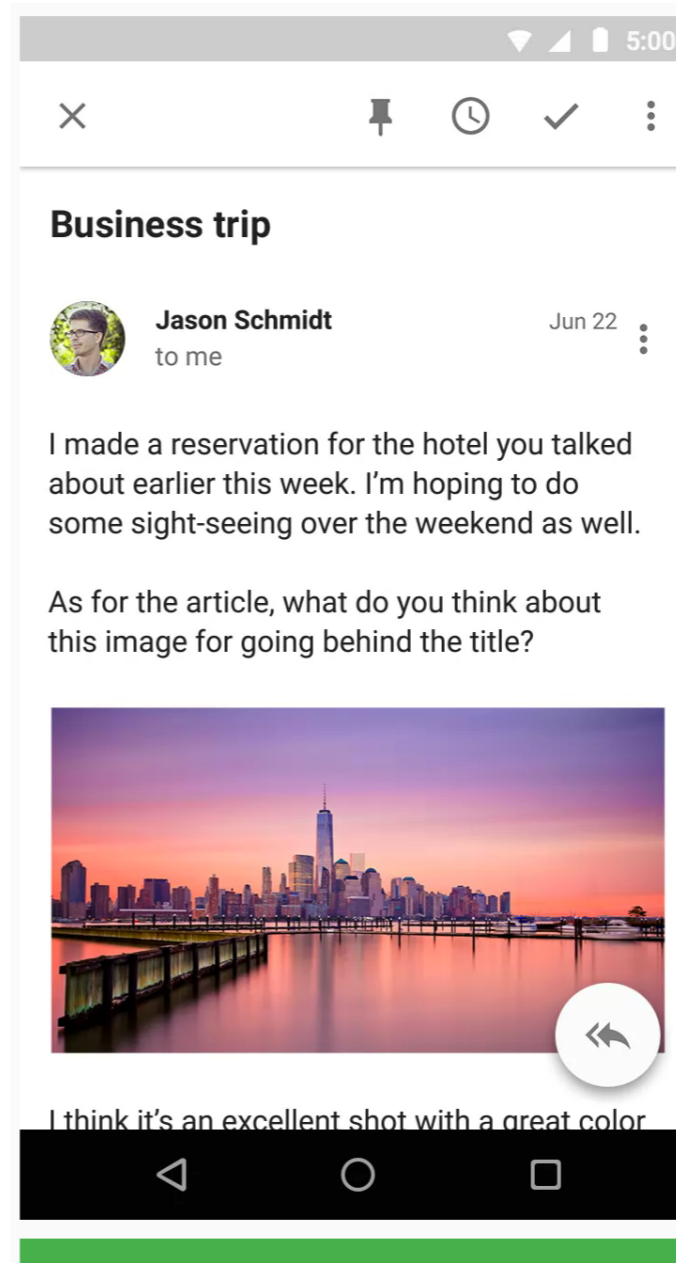 5:00
Business trip
Jason Schmidt
Jun 22
to me
I made a reservation for the hotel you talked
about earlier this week. I’m hoping to do
some sight-seeing over the weekend as well.
As for the article, what do you think about
this image for going behind the title?
I think it’s an excellent shot with a great color